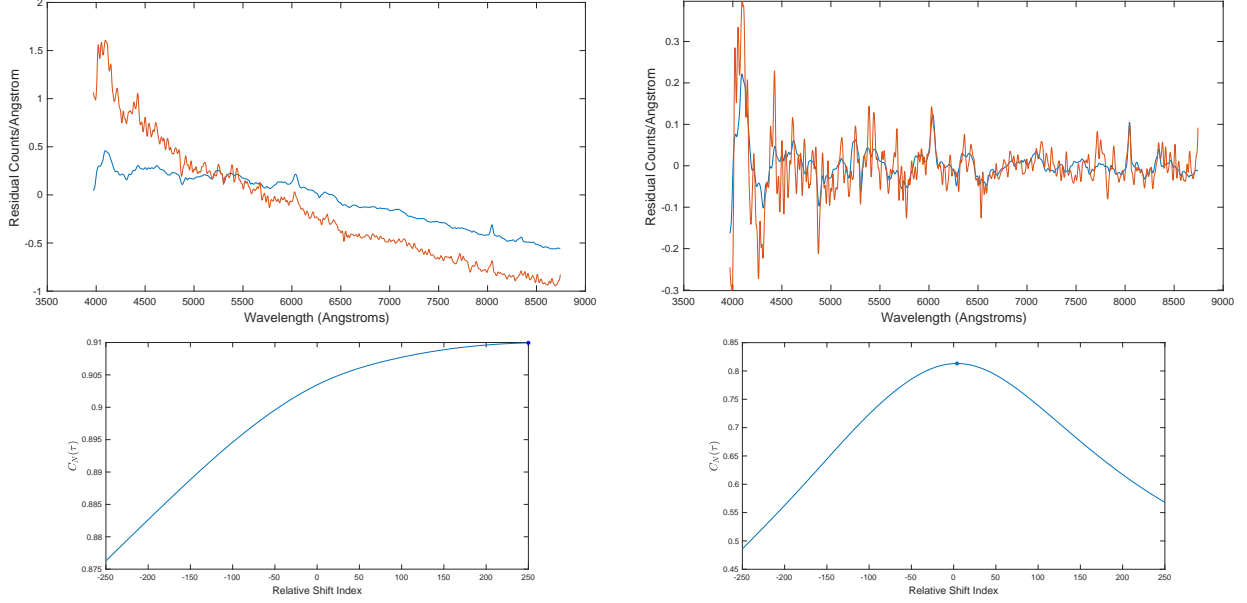 1.5
1
0.5
0
-0.5
-1
Residual Counts/Angstrom
3500 4000 4500 5000 5500 6000 6500 7000 7500 8000 8500 9000
Wavelength (Angstroms)
0.3
0.2
0.1
0
-0.1
-0.2
-0.3
Residual Counts/Angstrom
3500 4000 4500 5000 5500 6000 6500 7000 7500 8000 8500 9000
Wavelength (Angstroms)
0.91
0.905
0.9
0.895
0.89
0.885
0.88
0.875
C_N(τ)
-250 -200 -150 -100 -50 0 50 100 150 200 250
Relative Shift Index
0.85
0.8
0.75
0.7
0.65
0.6
0.55
0.5
0.45
C_N(τ)
-250 -200 -150 -100 -50 0 50 100 150 200 250
Relative Shift Index